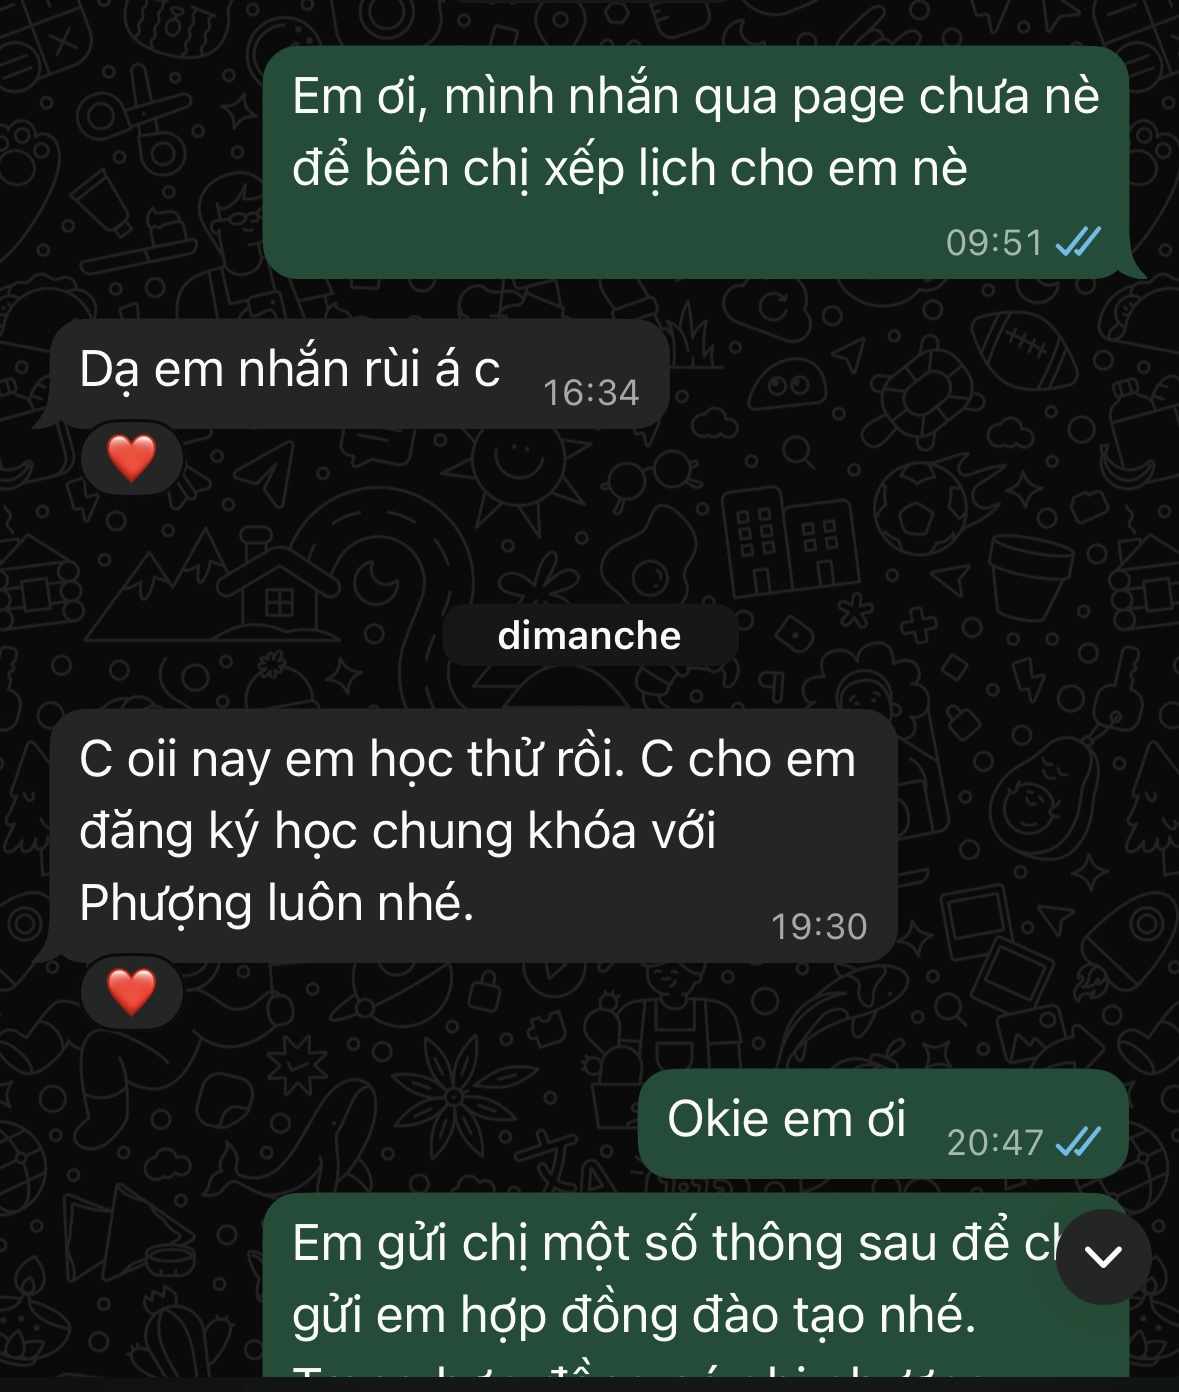 Em ơi, mình nhắn qua page chưa nè
để bên chị xếp lịch cho em nè
09:51
Dạ em nhắn rùi á c
16:34
dimanche
C oii nay em học thử rồi. C cho em
đăng ký học chung khóa với
Phượng luôn nhé.
19:30
Okie em ơi
20:47
Em gửi chị một số thông sau để
gửi em hợp đồng đào tạo nhé.